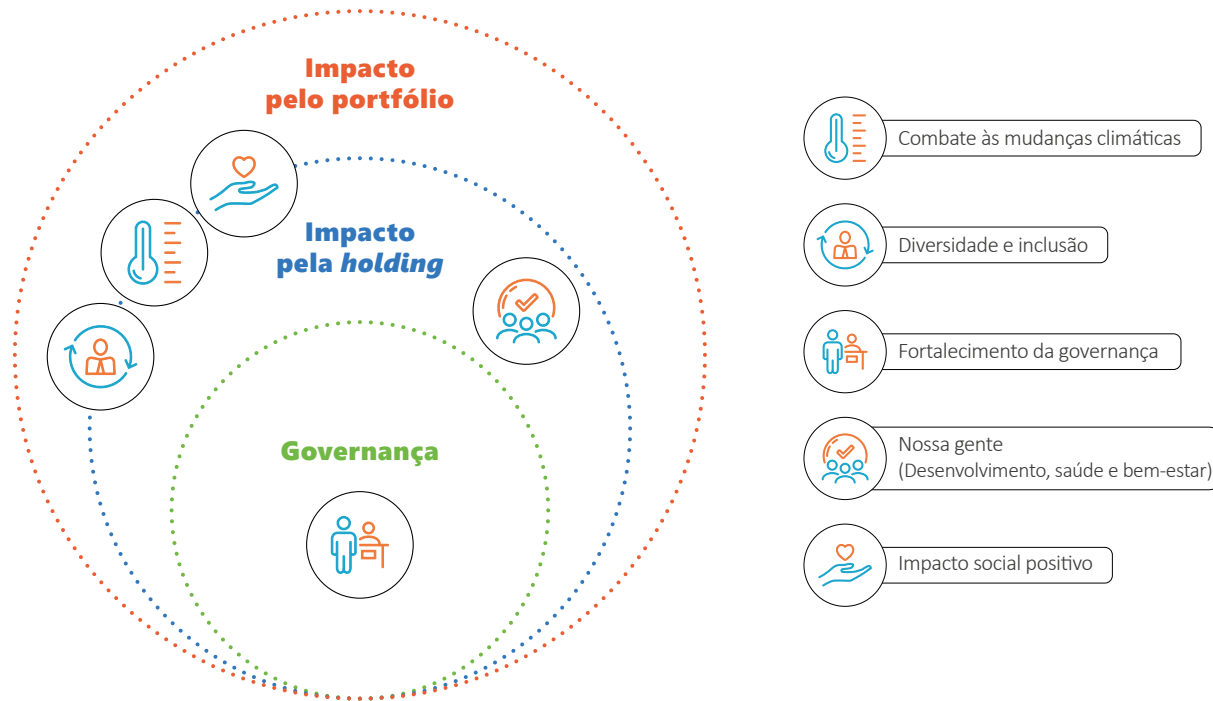 Impacto
pelo portfólio
Impacto
pela holding
Governança
Combate às mudanças climáticas
Diversidade e inclusão
Fortalecimento da governança
Nossa gente
(Desenvolvimento, saúde e bem-estar)
Impacto social positivo